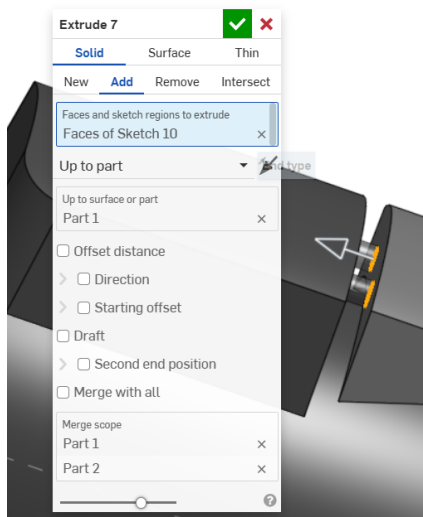 Extrude 7
Solid Surface Thin
New Add Remove Intersect
Faces and sketch regions to extrude
Faces of Sketch 10
Up to part
End type
Up to surface or part
Part 1
Offset distance
Direction
Starting offset
Draft
Second end position
Merge with all
Merge scope
Part 1
Part 2